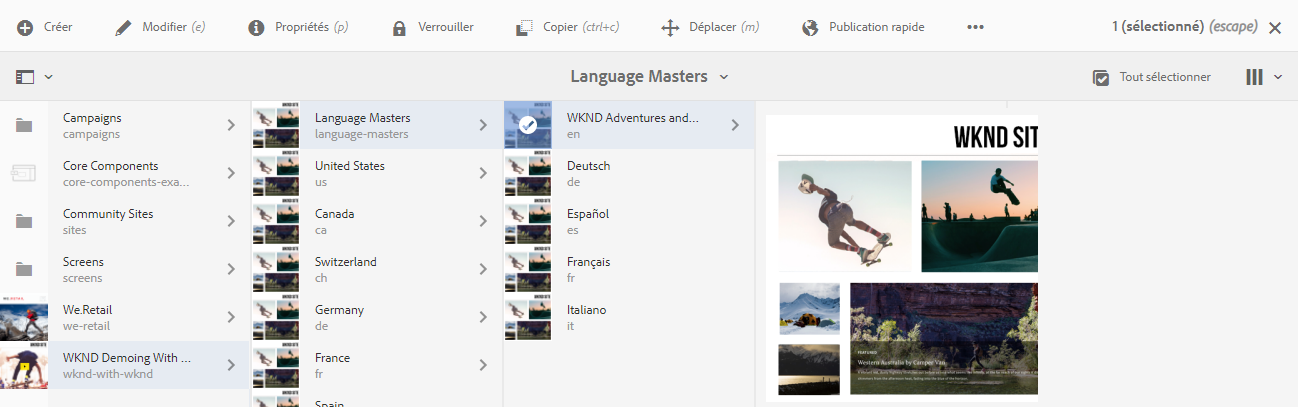 Créer
Modifier (e)
Propriétés (p)
Verrouiller
Copier (ctrl+c)
Déplacer (m)
Publication rapide
•••
1 (sélectionné) (escape)
Language Masters
Tout sélectionner
Campaigns
campaigns
Core Components
core-components-exa...
Community Sites
sites
Screens
screens
We.Retail
we-retail
WKND Demoing With ...
wknd-with-wknd
Language Masters
language-masters
United States
us
Canada
ca
Switzerland
ch
Germany
de
France
fr
Spain
WKND Adventures and...
en
Deutsch
de
Español
es
Français
fr
Italiano
it
WKND SIT
FEATURED
Western Australia by Camper Van